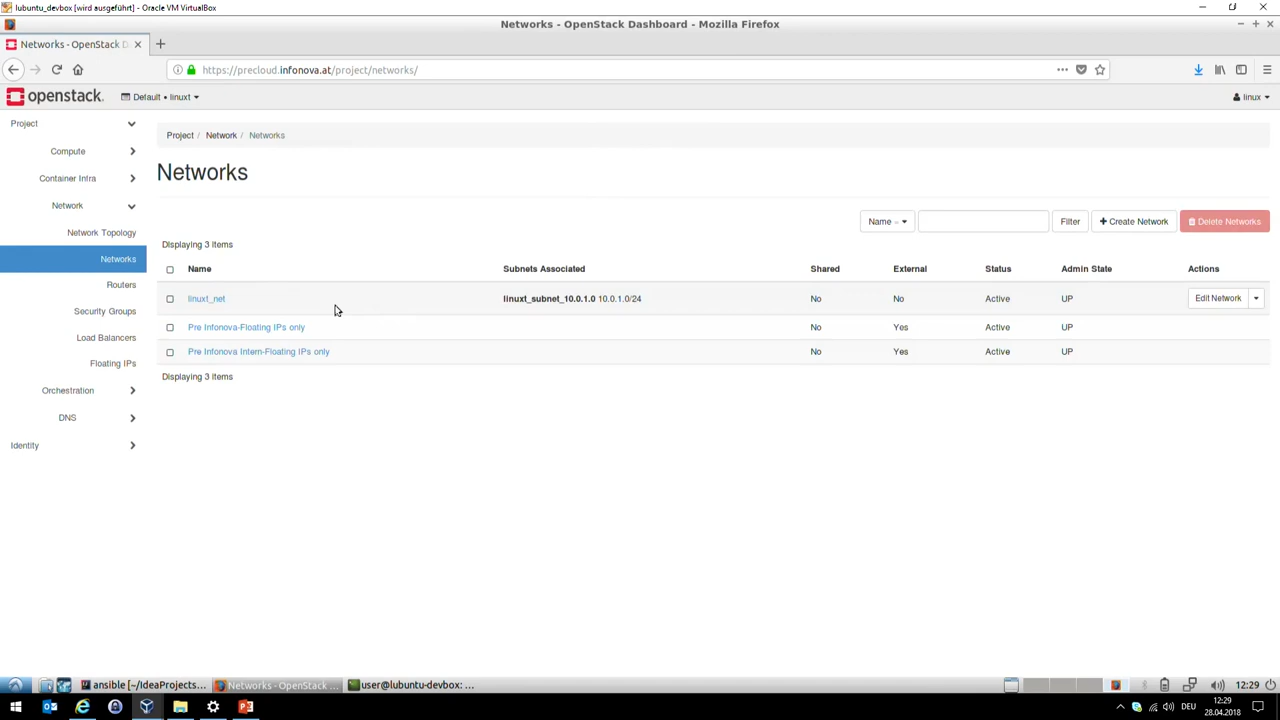 lubuntu_devbox [wird ausgeführt] - Oracle VM VirtualBox
Networks - OpenStack Dashboard - Mozilla Firefox
Networks - OpenStack D
https://precloud.infonova.at/project/networks/
openstack. Default • linuxt linux
Project
Compute
Container Infra
Network
Network Topology
Networks
Routers
Security Groups
Load Balancers
Floating IPs
Orchestration
DNS
Identity
Project / Network / Networks
Networks
Name = Filter + Create Network Delete Networks
Displaying 3 items
Name Subnets Associated Shared External Status Admin State Actions
linuxt_net linuxt_subnet_10.0.1.0 10.0.1.0/24 No No Active UP Edit Network
Pre Infonova-Floating IPs only No Yes Active UP
Pre Infonova Intern-Floating IPs only No Yes Active UP
Displaying 3 items
ansible [~/IdeaProjects... Networks - OpenStack ... user@lubuntu-devbox: ... 12:29
DEU 12:29
28.04.2018